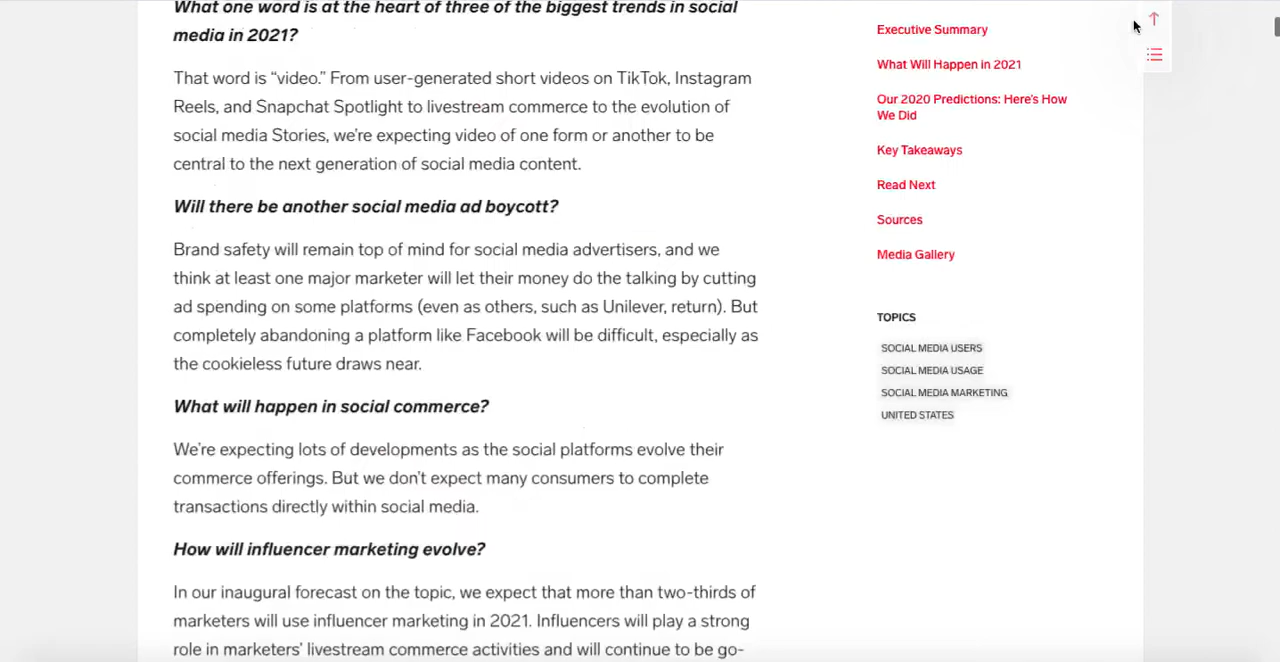 What one word is at the heart of three of the biggest trends in social
media in 2021?
That word is “video.” From user-generated short videos on TikTok, Instagram
Reels, and Snapchat Spotlight to livestream commerce to the evolution of
social media Stories, we’re expecting video of one form or another to be
central to the next generation of social media content.
Will there be another social media ad boycott?
Brand safety will remain top of mind for social media advertisers, and we
think at least one major marketer will let their money do the talking by cutting
ad spending on some platforms (even as others, such as Unilever, return). But
completely abandoning a platform like Facebook will be difficult, especially as
the cookieless future draws near.
What will happen in social commerce?
We’re expecting lots of developments as the social platforms evolve their
commerce offerings. But we don’t expect many consumers to complete
transactions directly within social media.
How will influencer marketing evolve?
In our inaugural forecast on the topic, we expect that more than two-thirds of
marketers will use influencer marketing in 2021. Influencers will play a strong
role in marketers’ livestream commerce activities and will continue to be go-
Executive Summary
What Will Happen in 2021
Our 2020 Predictions: Here’s How
We Did
Key Takeaways
Read Next
Sources
Media Gallery
TOPICS
SOCIAL MEDIA USERS
SOCIAL MEDIA USAGE
SOCIAL MEDIA MARKETING
UNITED STATES